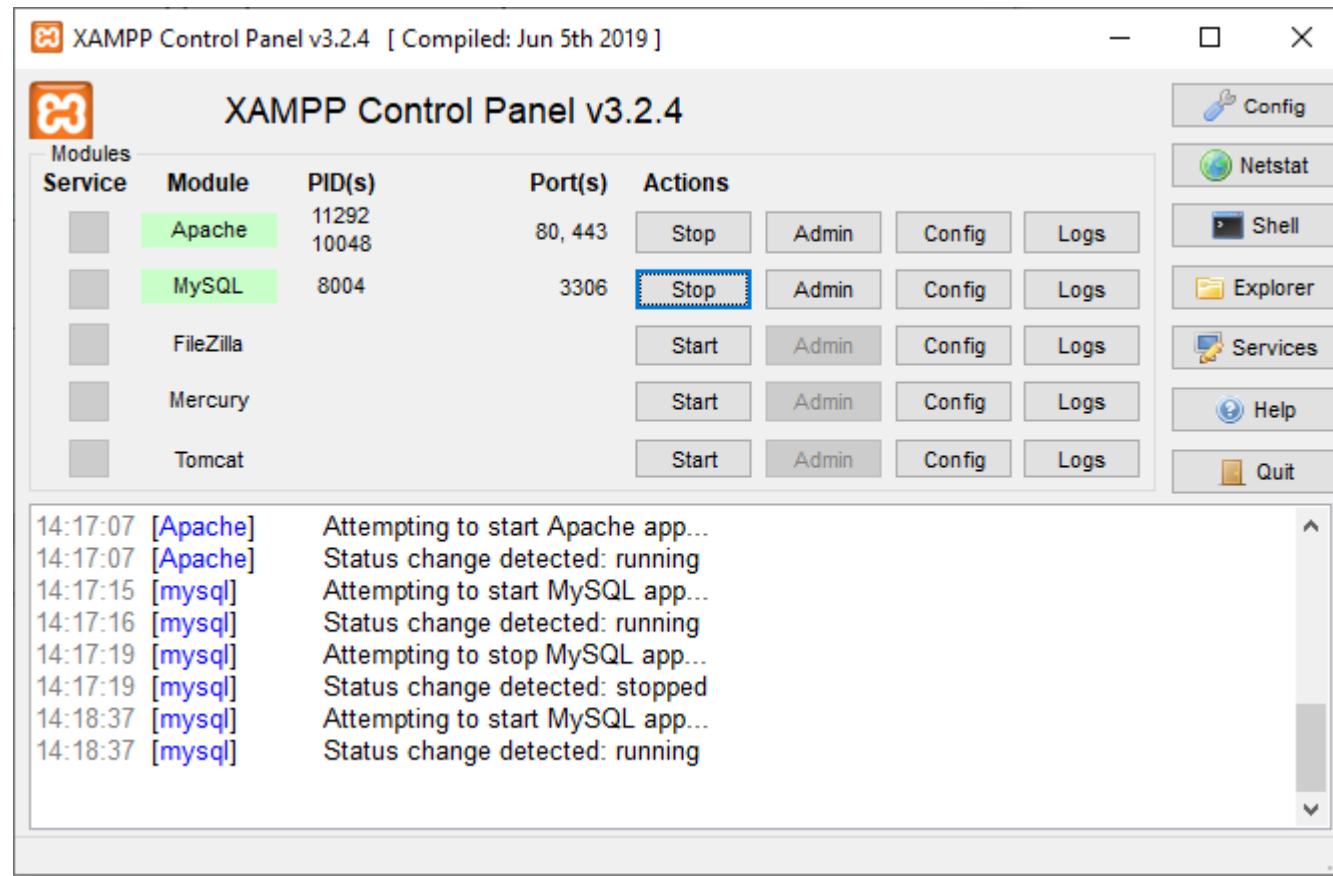 XAMPP Control Panel v3.2.4 [ Compiled: Jun 5th 2019 ]
XAMPP Control Panel v3.2.4
Config
Modules
Netstat
Service Module PID(s) Port(s) Actions
Apache 11292 10048 80, 443 Stop Admin Config Logs
Shell
MySQL 8004 3306 Stop Admin Config Logs
Explorer
FileZilla Start Admin Config Logs
Services
Mercury Start Admin Config Logs
Help
Tomcat Start Admin Config Logs
Quit
14:17:07 [Apache] Attempting to start Apache app...
14:17:07 [Apache] Status change detected: running
14:17:15 [mysql] Attempting to start MySQL app...
14:17:16 [mysql] Status change detected: running
14:17:19 [mysql] Attempting to stop MySQL app...
14:17:19 [mysql] Status change detected: stopped
14:18:37 [mysql] Attempting to start MySQL app...
14:18:37 [mysql] Status change detected: running